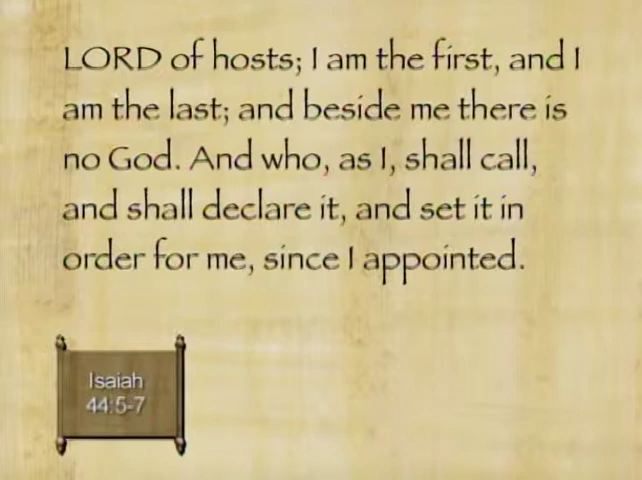 LORD of hosts; I am the first, and I
am the last; and beside me there is
no God. And who, as I, shall call,
and shall declare it, and set it in
order for me, since I appointed.
Isaiah
44:5-7